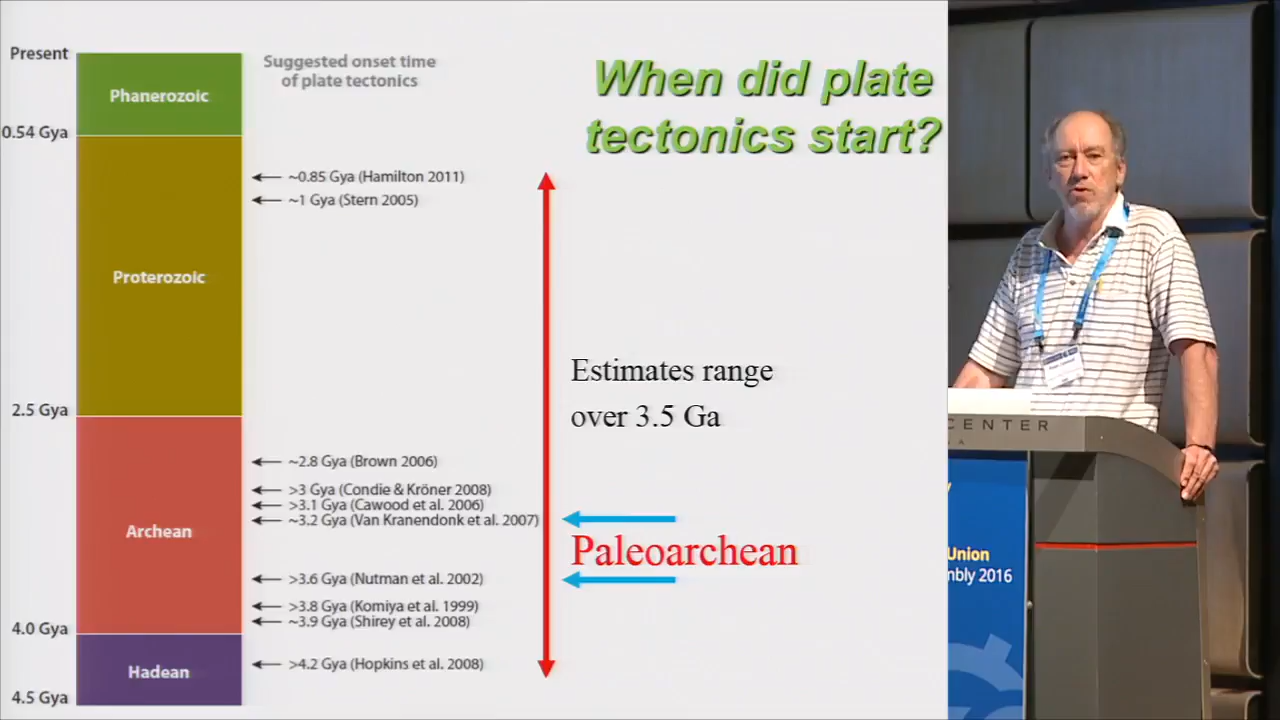 Present
Phanerozoic
0.54 Gya
Proterozoic
2.5 Gya
Archean
4.0 Gya
Hadean
4.5 Gya
Suggested onset time
of plate tectonics
~0.85 Gya (Hamilton 2011)
~1 Gya (Stern 2005)
~2.8 Gya (Brown 2006)
>3 Gya (Condie & Kröner 2008)
>3.1 Gya (Cawood et al. 2006)
~3.2 Gya (Van Kranendonk et al. 2007)
>3.6 Gya (Nutman et al. 2002)
>3.8 Gya (Komiya et al. 1999)
~3.9 Gya (Shirey et al. 2008)
>4.2 Gya (Hopkins et al. 2008)
When did plate
tectonics start?
Estimates range
over 3.5 Ga
Paleoarchean
CENTER
Union
2016